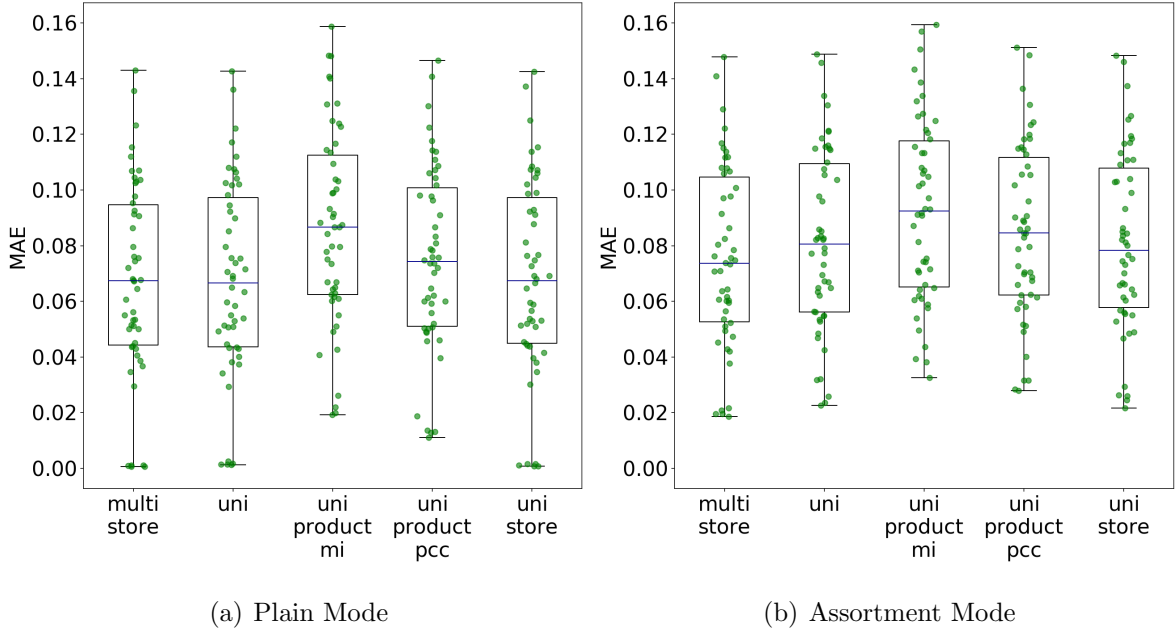 0.16
0.14
0.12
0.10
0.08
0.06
0.04
0.02
0.00
MAE
multi
store
uni
uni
product
mi
uni
product
pcc
uni
store
(a) Plain Mode
0.16
0.14
0.12
0.10
0.08
0.06
0.04
0.02
0.00
MAE
multi
store
uni
uni
product
mi
uni
product
pcc
uni
store
(b) Assortment Mode